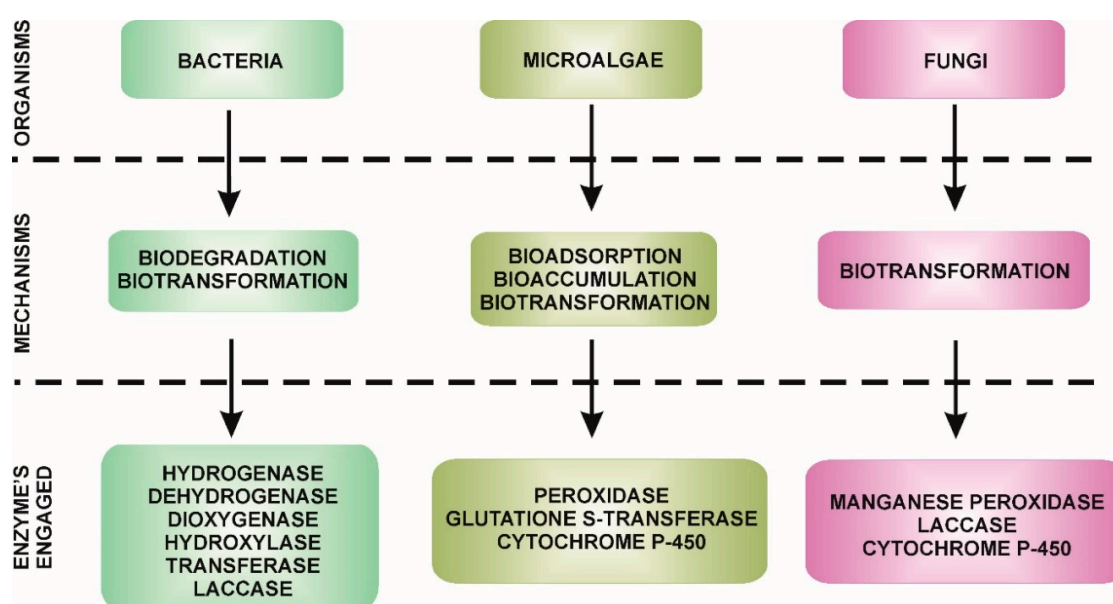 ORGANISMS
BACTERIA
MICROALGAE
FUNGI
MECHANISMS
BIODEGRADATION
BIOTRANSFORMATION
BIOADSORPTION
BIOACCUMULATION
BIOTRANSFORMATION
BIOTRANSFORMATION
ENZYME'S
ENGAGED
HYDROGENASE
DEHYDROGENASE
DIOXYGENASE
HYDROXYLASE
TRANSFERASE
LACCASE
PEROXIDASE
GLUTATIONE S-TRANSFERASE
CYTOCHROME P-450
MANGANESE PEROXIDASE
LACCASE
CYTOCHROME P-450